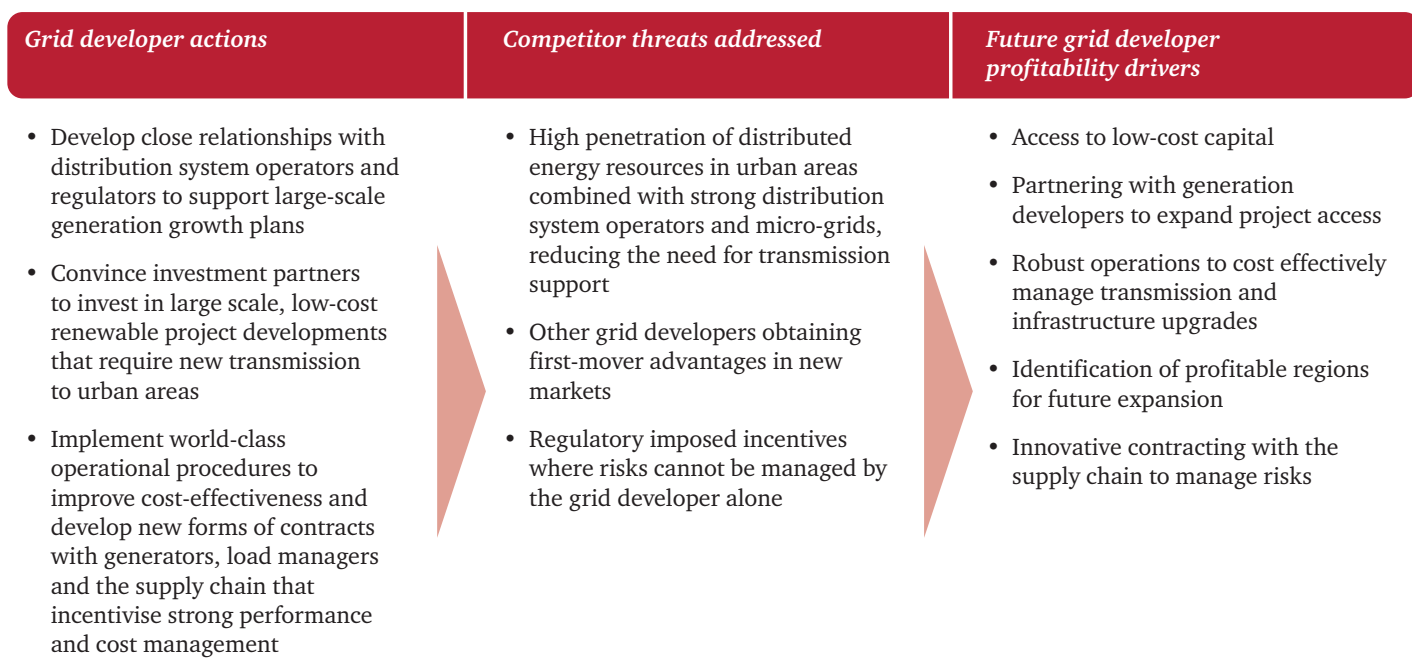 Grid developer actions
Competitor threats addressed
Future grid developer
profitability drivers
• Develop close relationships with
distribution system operators and
regulators to support large-scale
generation growth plans
• Convince investment partners
to invest in large scale, low-cost
renewable project developments
that require new transmission
to urban areas
• Implement world-class
operational procedures to
improve cost-effectiveness and
develop new forms of contracts
with generators, load managers
and the supply chain that
incentivise strong performance
and cost management
• High penetration of distributed
energy resources in urban areas
combined with strong distribution
system operators and micro-grids,
reducing the need for transmission
support
• Other grid developers obtaining
first-mover advantages in new
markets
• Regulatory imposed incentives
where risks cannot be managed by
the grid developer alone
• Access to low-cost capital
• Partnering with generation
developers to expand project access
• Robust operations to cost effectively
manage transmission and
infrastructure upgrades
• Identification of profitable regions
for future expansion
• Innovative contracting with the
supply chain to manage risks